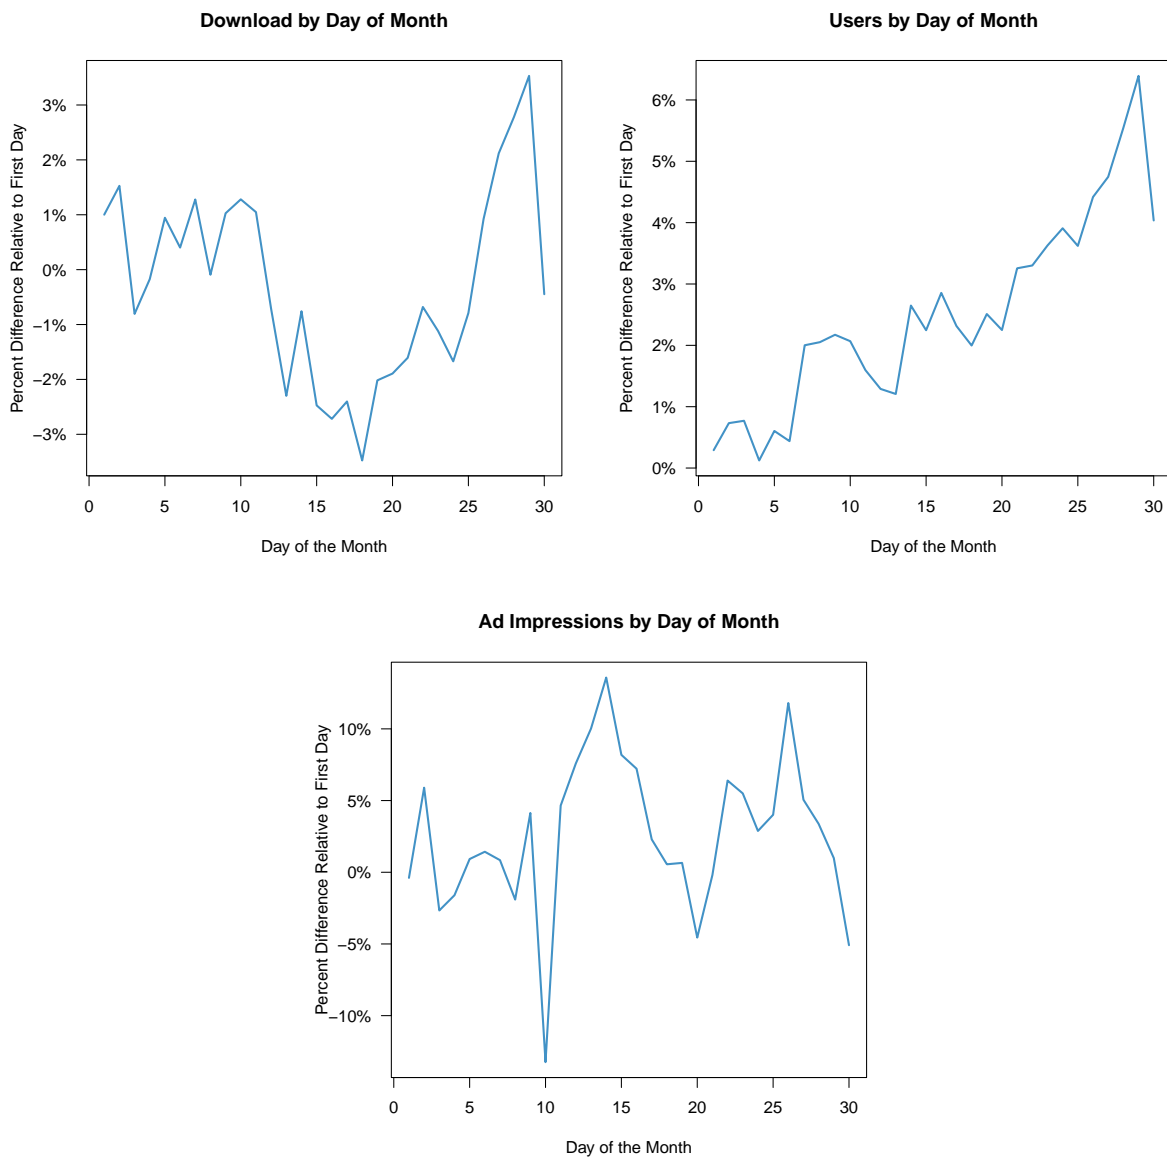 Download by Day of Month
Percent Difference Relative to First Day
3%
2%
1%
0%
−1%
−2%
−3%
0 5 10 15 20 25 30
Day of the Month
Users by Day of Month
Percent Difference Relative to First Day
6%
5%
4%
3%
2%
1%
0%
0 5 10 15 20 25 30
Day of the Month
Ad Impressions by Day of Month
Percent Difference Relative to First Day
10%
5%
0%
−5%
−10%
0 5 10 15 20 25 30
Day of the Month